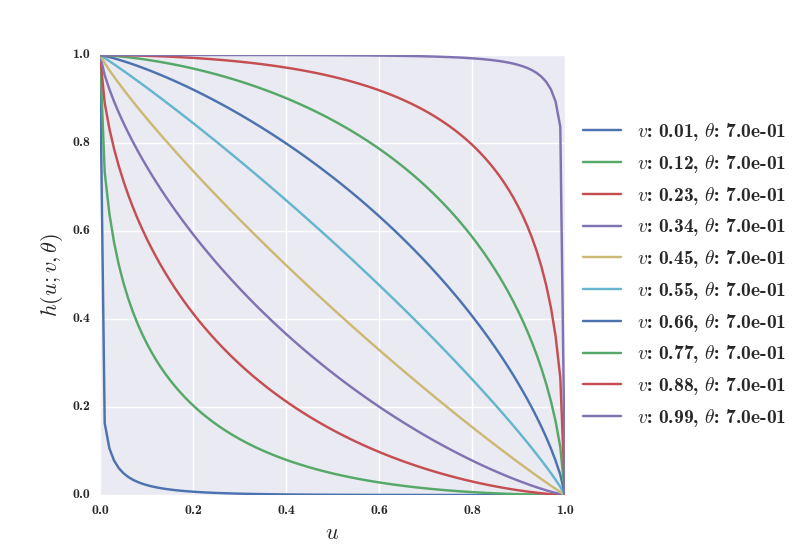 1.0
0.8
0.6
0.4
0.2
0.0
h(u; v, θ)
0.0 0.2 0.4 0.6 0.8 1.0
u
v: 0.01, θ: 7.0e-01
v: 0.12, θ: 7.0e-01
v: 0.23, θ: 7.0e-01
v: 0.34, θ: 7.0e-01
v: 0.45, θ: 7.0e-01
v: 0.55, θ: 7.0e-01
v: 0.66, θ: 7.0e-01
v: 0.77, θ: 7.0e-01
v: 0.88, θ: 7.0e-01
v: 0.99, θ: 7.0e-01